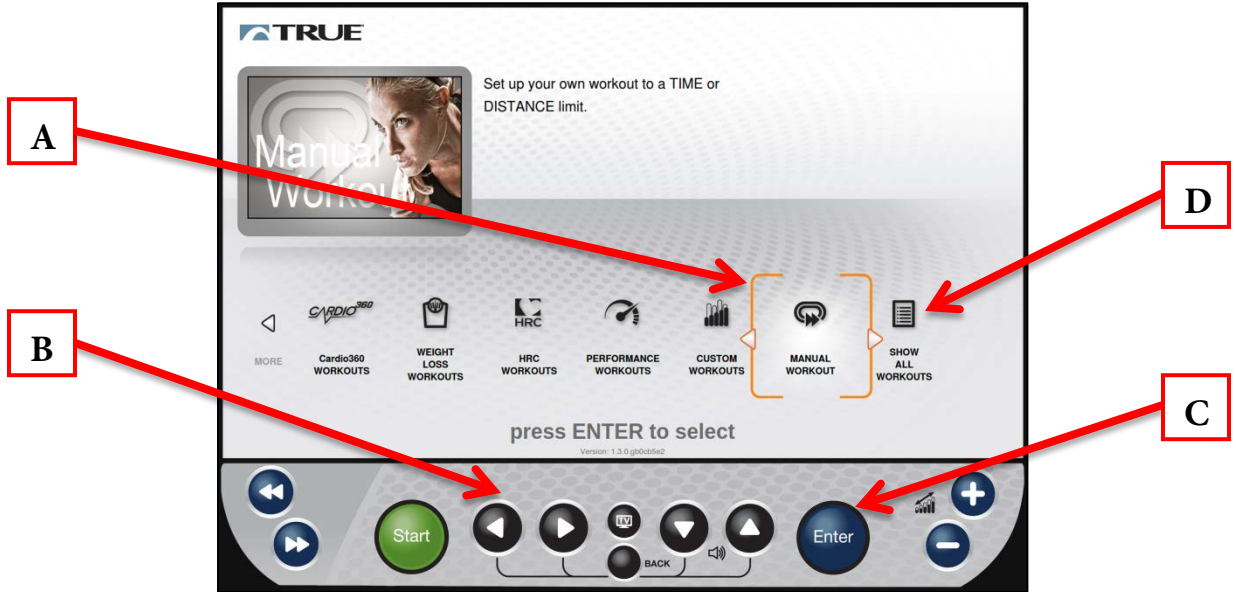 TRUE
Set up your own workout to a TIME or
DISTANCE limit.
Manual
Workout
A
D
B
C
MORE
CARDIO360
Cardio360
WORKOUTS
WEIGHT
LOSS
WORKOUTS
HRC
HRC
WORKOUTS
PERFORMANCE
WORKOUTS
CUSTOM
WORKOUTS
MANUAL
WORKOUT
SHOW
ALL
WORKOUTS
press ENTER to select
Version: 1.3.0.gb0cb5e2
Start
TV
BACK
Enter